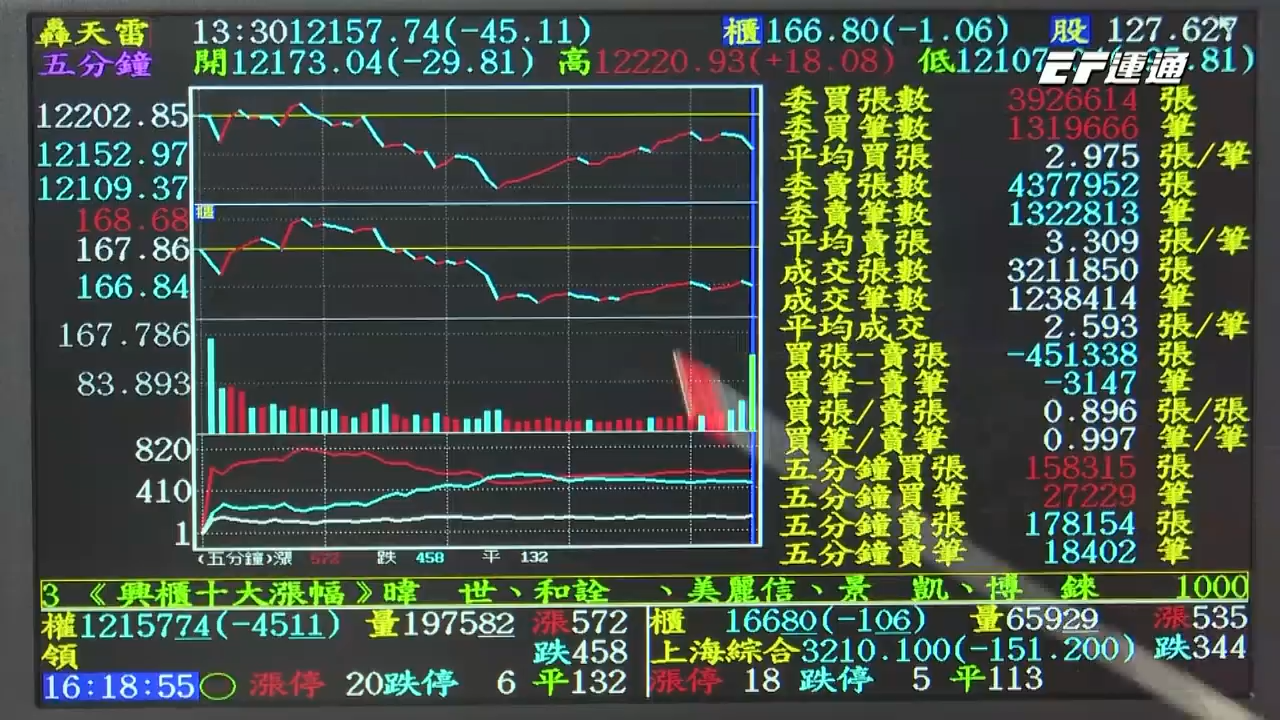 轟天雷 13:30 12157.74(-45.11) 櫃 166.80(-1.06) 股 127.627
五分鐘 開 12173.04(-29.81) 高 12220.93(+18.08) 低 12107 .81)
ET運通
12202.85
12152.97
12109.37
168.68
櫃
167.86
166.84
167.786
83.893
820
410
1
〈五分鐘〉漲 572 跌 458 平 132
委買張數 3926614 張
委買筆數 1319666 筆
平均買張 2.975 張/筆
委賣張數 4377952 張
委賣筆數 1322813 筆
平均賣張 3.309 張/筆
成交張數 3211850 張
成交筆數 1238414 筆
平均成交 2.593 張/筆
買張-賣張 -451338 張
買筆-賣筆 -3147 筆
買張/賣張 0.896 張/張
買筆/賣筆 0.997 筆/筆
五分鐘買張 158315 張
五分鐘買筆 27229 筆
五分鐘賣張 178154 張
五分鐘賣筆 18402 筆
3 《興櫃十大漲幅》暐 世、和詮 、美麗信、景 凱、博 錸 1000
權 1215774(-4511) 量 197582 漲 572 櫃 16680(-106) 量 65929 漲 535
領 跌 458 上海綜合 3210.100(-151.200) 跌 344
16:18:55 漲停 20 跌停 6 平 132 漲停 18 跌停 5 平 113